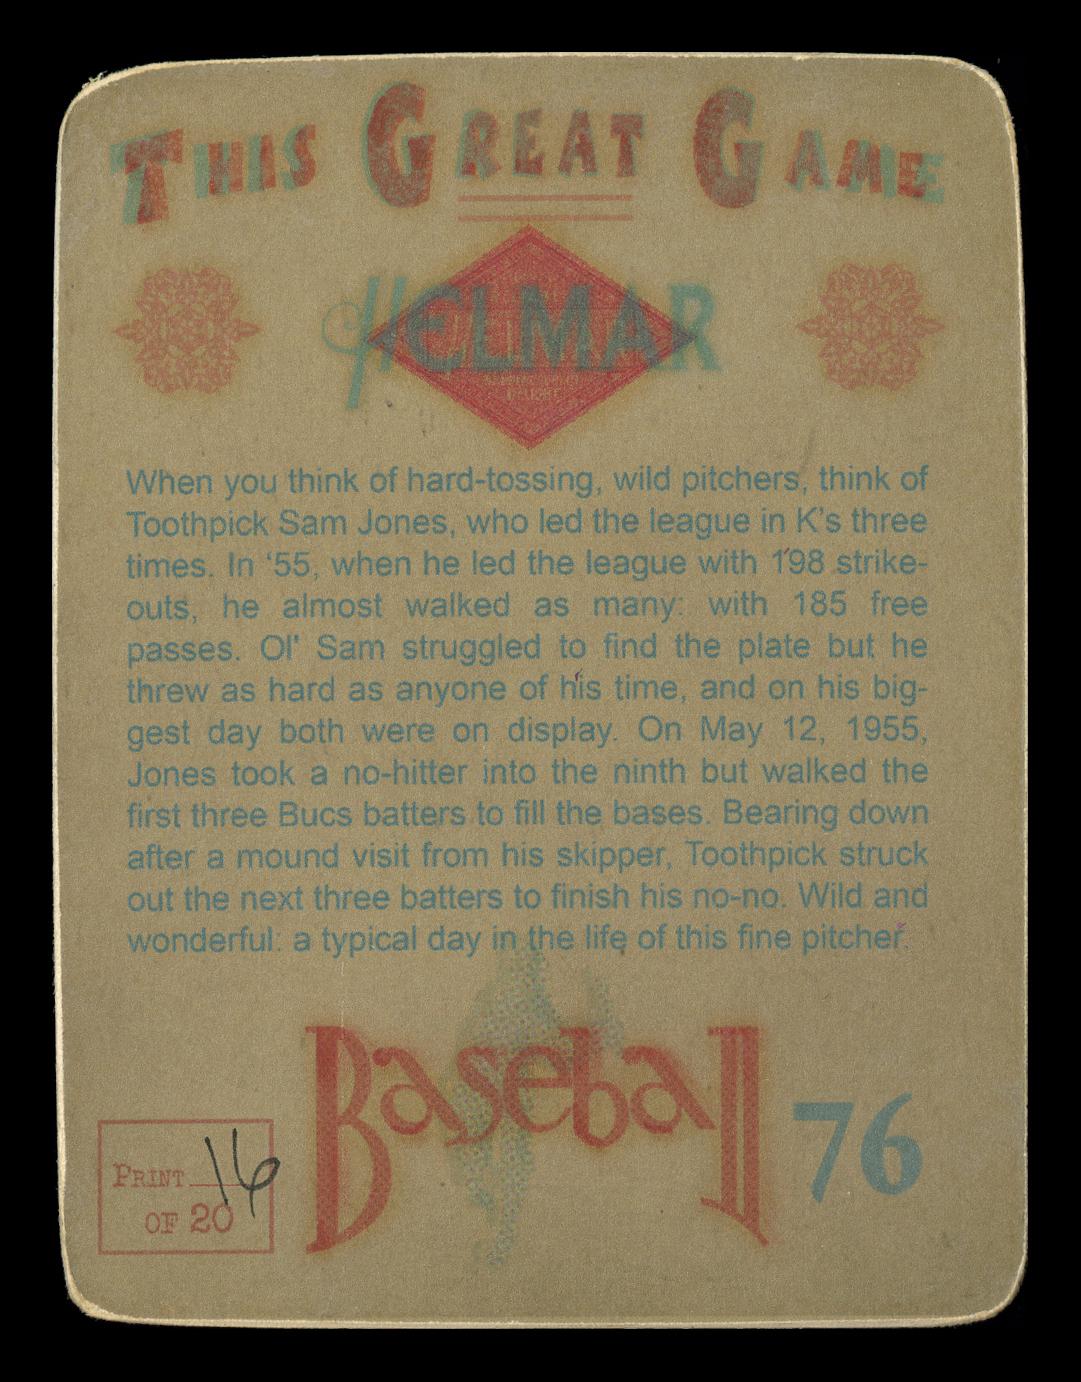 THIS GREAT GAME
HELMAR
When you think of hard-tossing, wild pitchers, think of
Toothpick Sam Jones, who led the league in K's three
times. In ‘55, when he led the league with 198 strike-
outs, he almost walked as many: with 185 free
passes. Ol' Sam struggled to find the plate but he
threw as hard as anyone of his time, and on his big-
gest day both were on display. On May 12, 1955,
Jones took a no-hitter into the ninth but walked the
first three Bucs batters to fill the bases. Bearing down
after a mound visit from his skipper, Toothpick struck
out the next three batters to finish his no-no. Wild and
wonderful: a typical day in the life of this fine pitcher.
Baseball
76
PRINT 16
OF 20